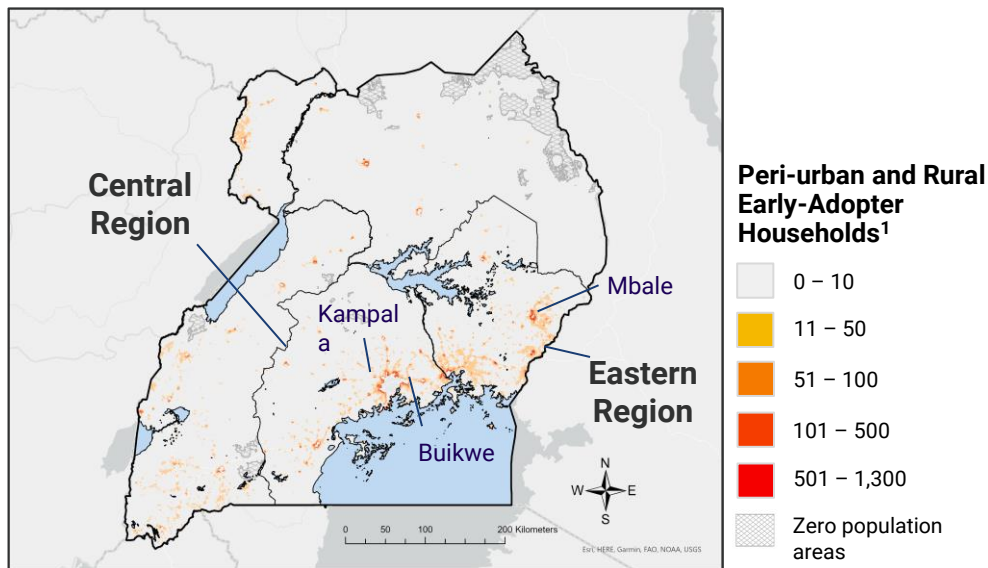 Central
Region
Kampal
a
Mbale
Eastern
Region
Buikwe
N
W E
S
0 50 100 200 Kilometers
Esri, HERE, Garmin, FAO, NOAA, USGS
Peri-urban and Rural
Early-Adopter
Households¹
0 – 10
11 – 50
51 – 100
101 – 500
501 – 1,300
Zero population
areas